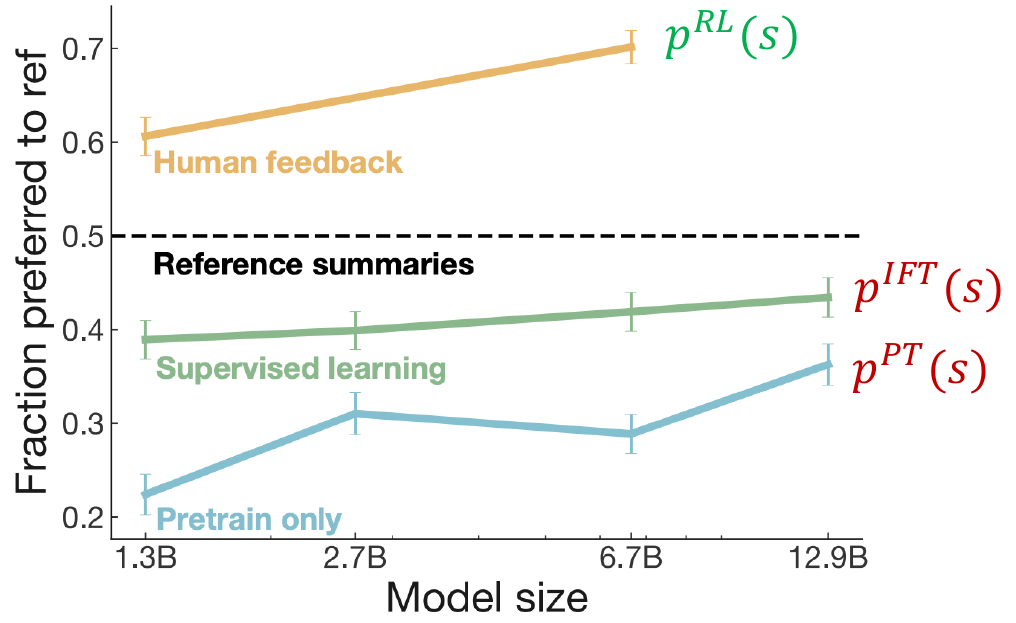 Fraction preferred to ref
0.7
0.6
0.5
0.4
0.3
0.2
p^{RL}(s)
Human feedback
Reference summaries
p^{IFT}(s)
Supervised learning
p^{PT}(s)
Pretrain only
1.3B 2.7B 6.7B 12.9B
Model size